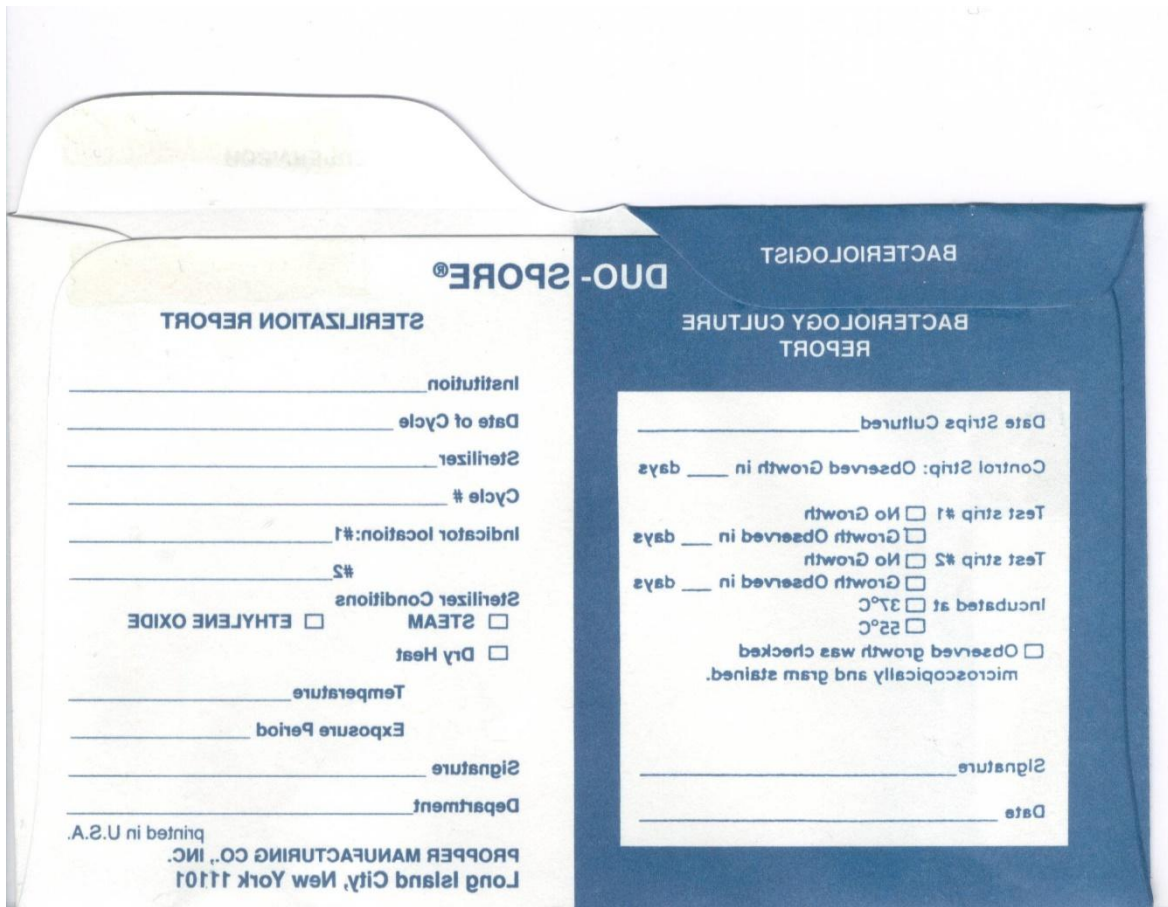 BACTERIOLOGIST
DUO-SPORE®
BACTERIOLOGY CULTURE
REPORT
Date Strips Cultured
Control Strip: Observed Growth in ____ days
Test strip #1 ☐ No Growth
☐ Growth Observed in ___ days
Test strip #2 ☐ No Growth
☐ Growth Observed in ___ days
Incubated at ☐ 37°C
☐ 55°C
☐ Observed growth was checked
microscopically and gram stained.
Signature
Date
STERILIZATION REPORT
Institution
Date of Cycle
Sterilizer
Cycle #
Indicator location:#1
#2
Sterilizer Conditions
☐ STEAM ☐ ETHYLENE OXIDE
☐ Dry Heat
Temperature
Exposure Period
Signature
Department
printed in U.S.A.
PROPPER MANUFACTURING CO., INC.
Long Island City, New York 11101